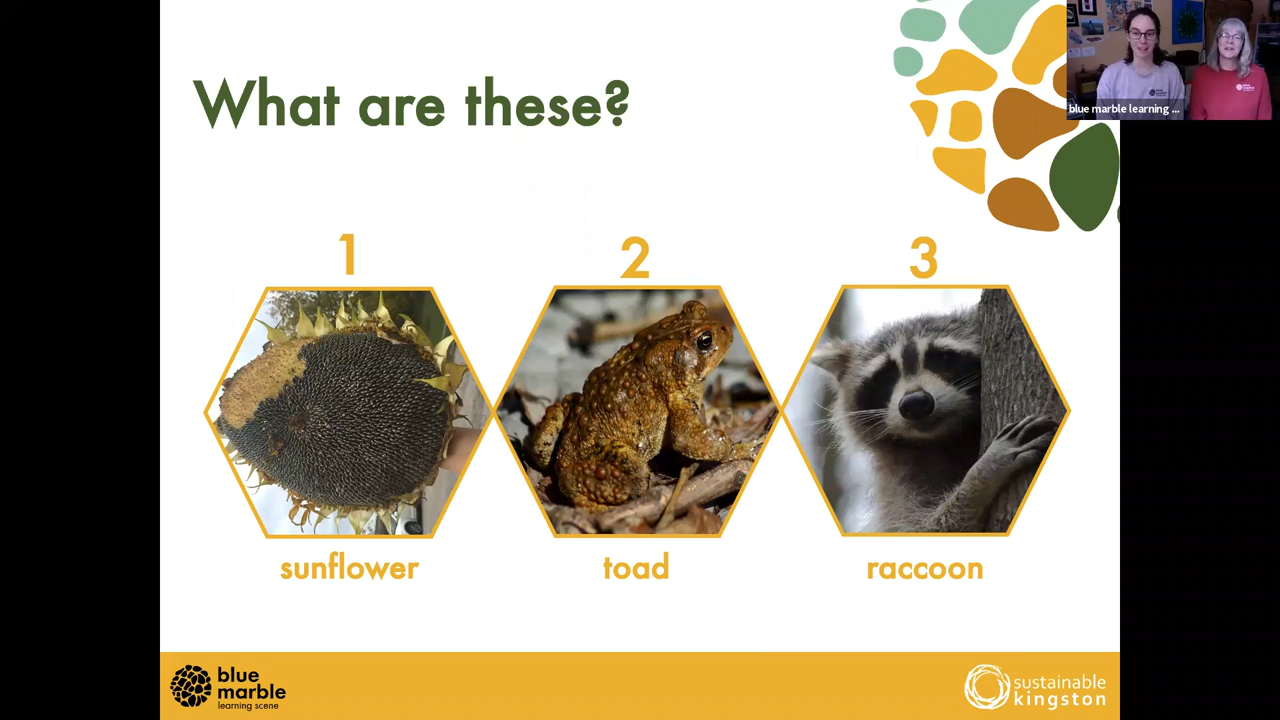 What are these?
blue marble learning ...
1
2
3
sunflower
toad
raccoon
blue
marble
learning scene
sustainable
kingston